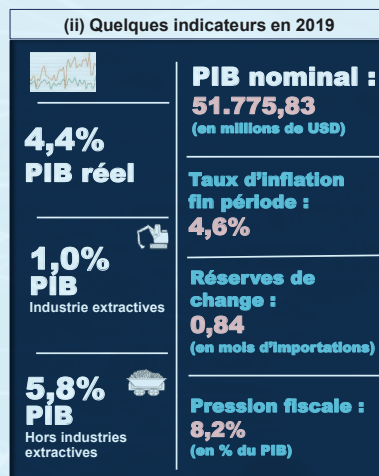 (ii) Quelques indicateurs en 2019
4,4%
PIB réel
1,0%
PIB
Industrie extractives
5,8%
PIB
Hors industries
extractives
PIB nominal :
51.775,83
(en millions de USD)
Taux d'inflation
fin période :
4,6%
Réserves de
change :
0,84
(en mois d'importations)
Pression fiscale :
8,2%
(en % du PIB)